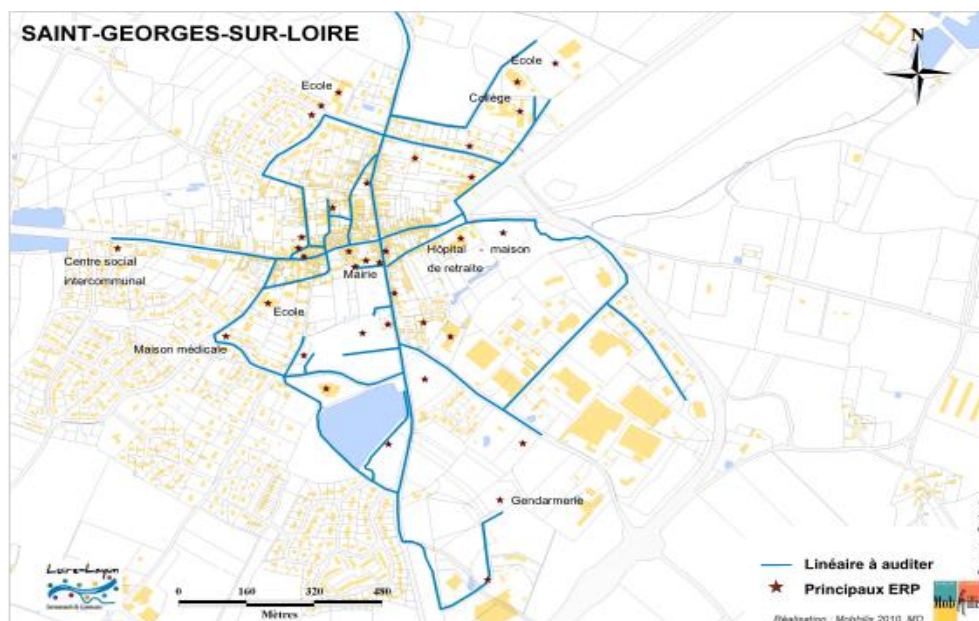 SAINT-GEORGES-SUR-LOIRE
N
Ecole
Ecole
Collège
Centre social
intercommunal
Mairie
Hôpital - maison
de retraite
Ecole
Maison médicale
Gendarmerie
Loire-Layon
0 160 320 480
Mètres
Linéaire à auditer
Principaux ERP
Réalisation : Mobhilis 2010, MD